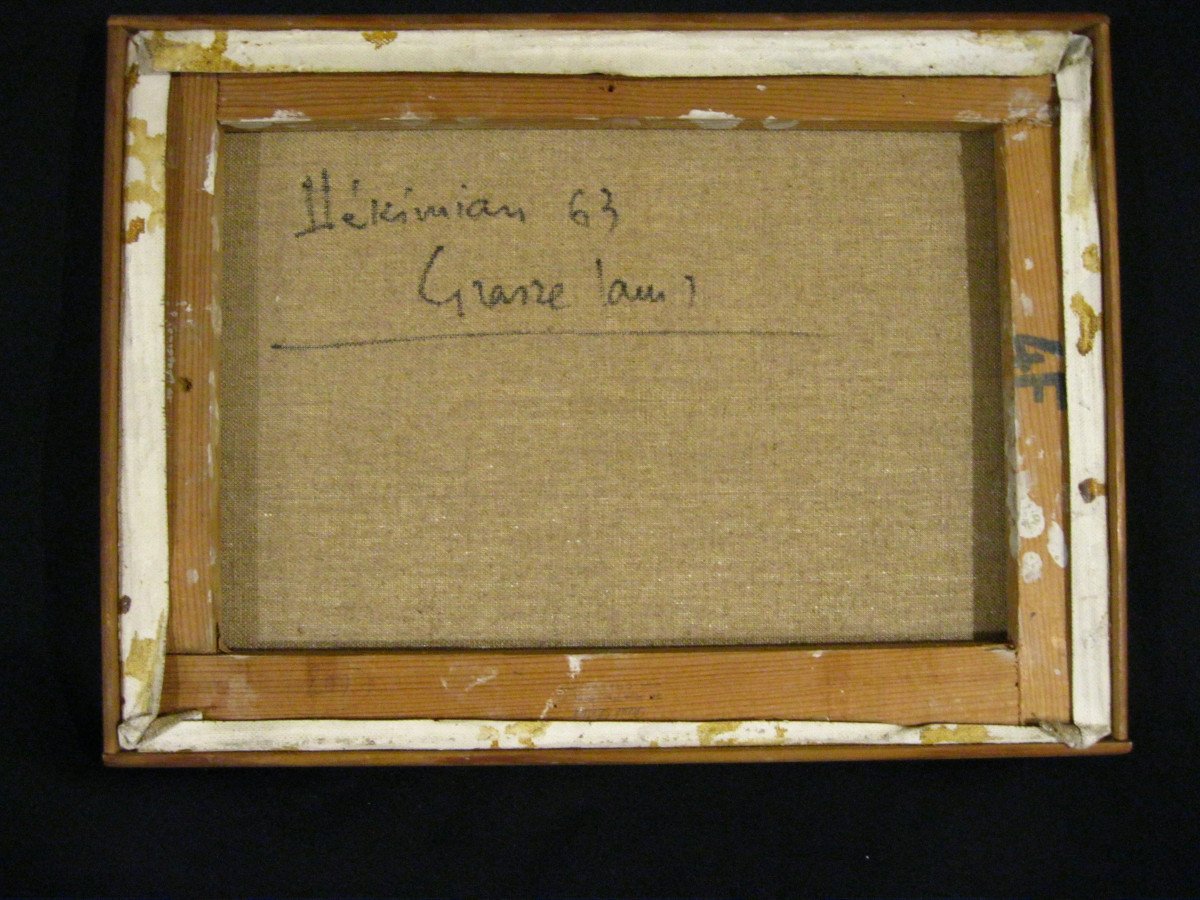 Hékimian 63
Grasse
4F